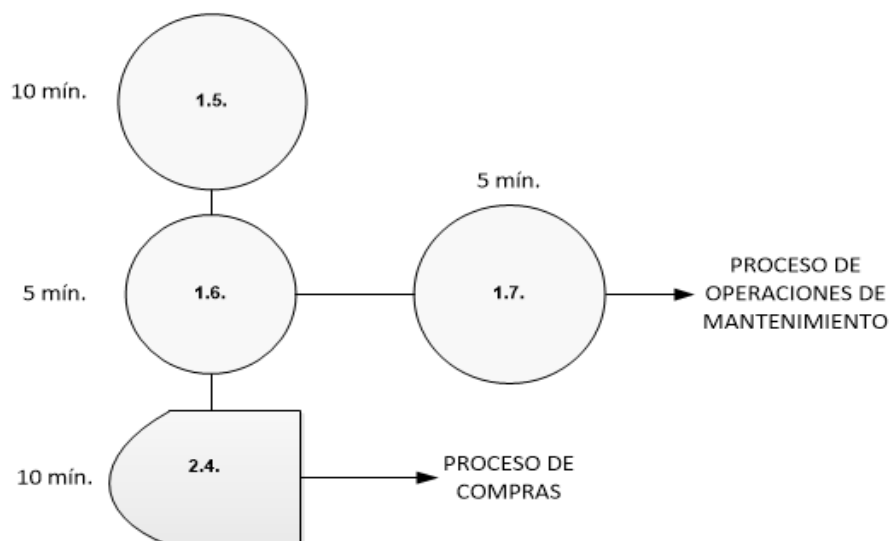 10 mín.
1.5.
5 mín.
5 mín.
1.6.
1.7.
PROCESO DE
OPERACIONES DE
MANTENIMIENTO
10 mín.
2.4.
PROCESO DE
COMPRAS